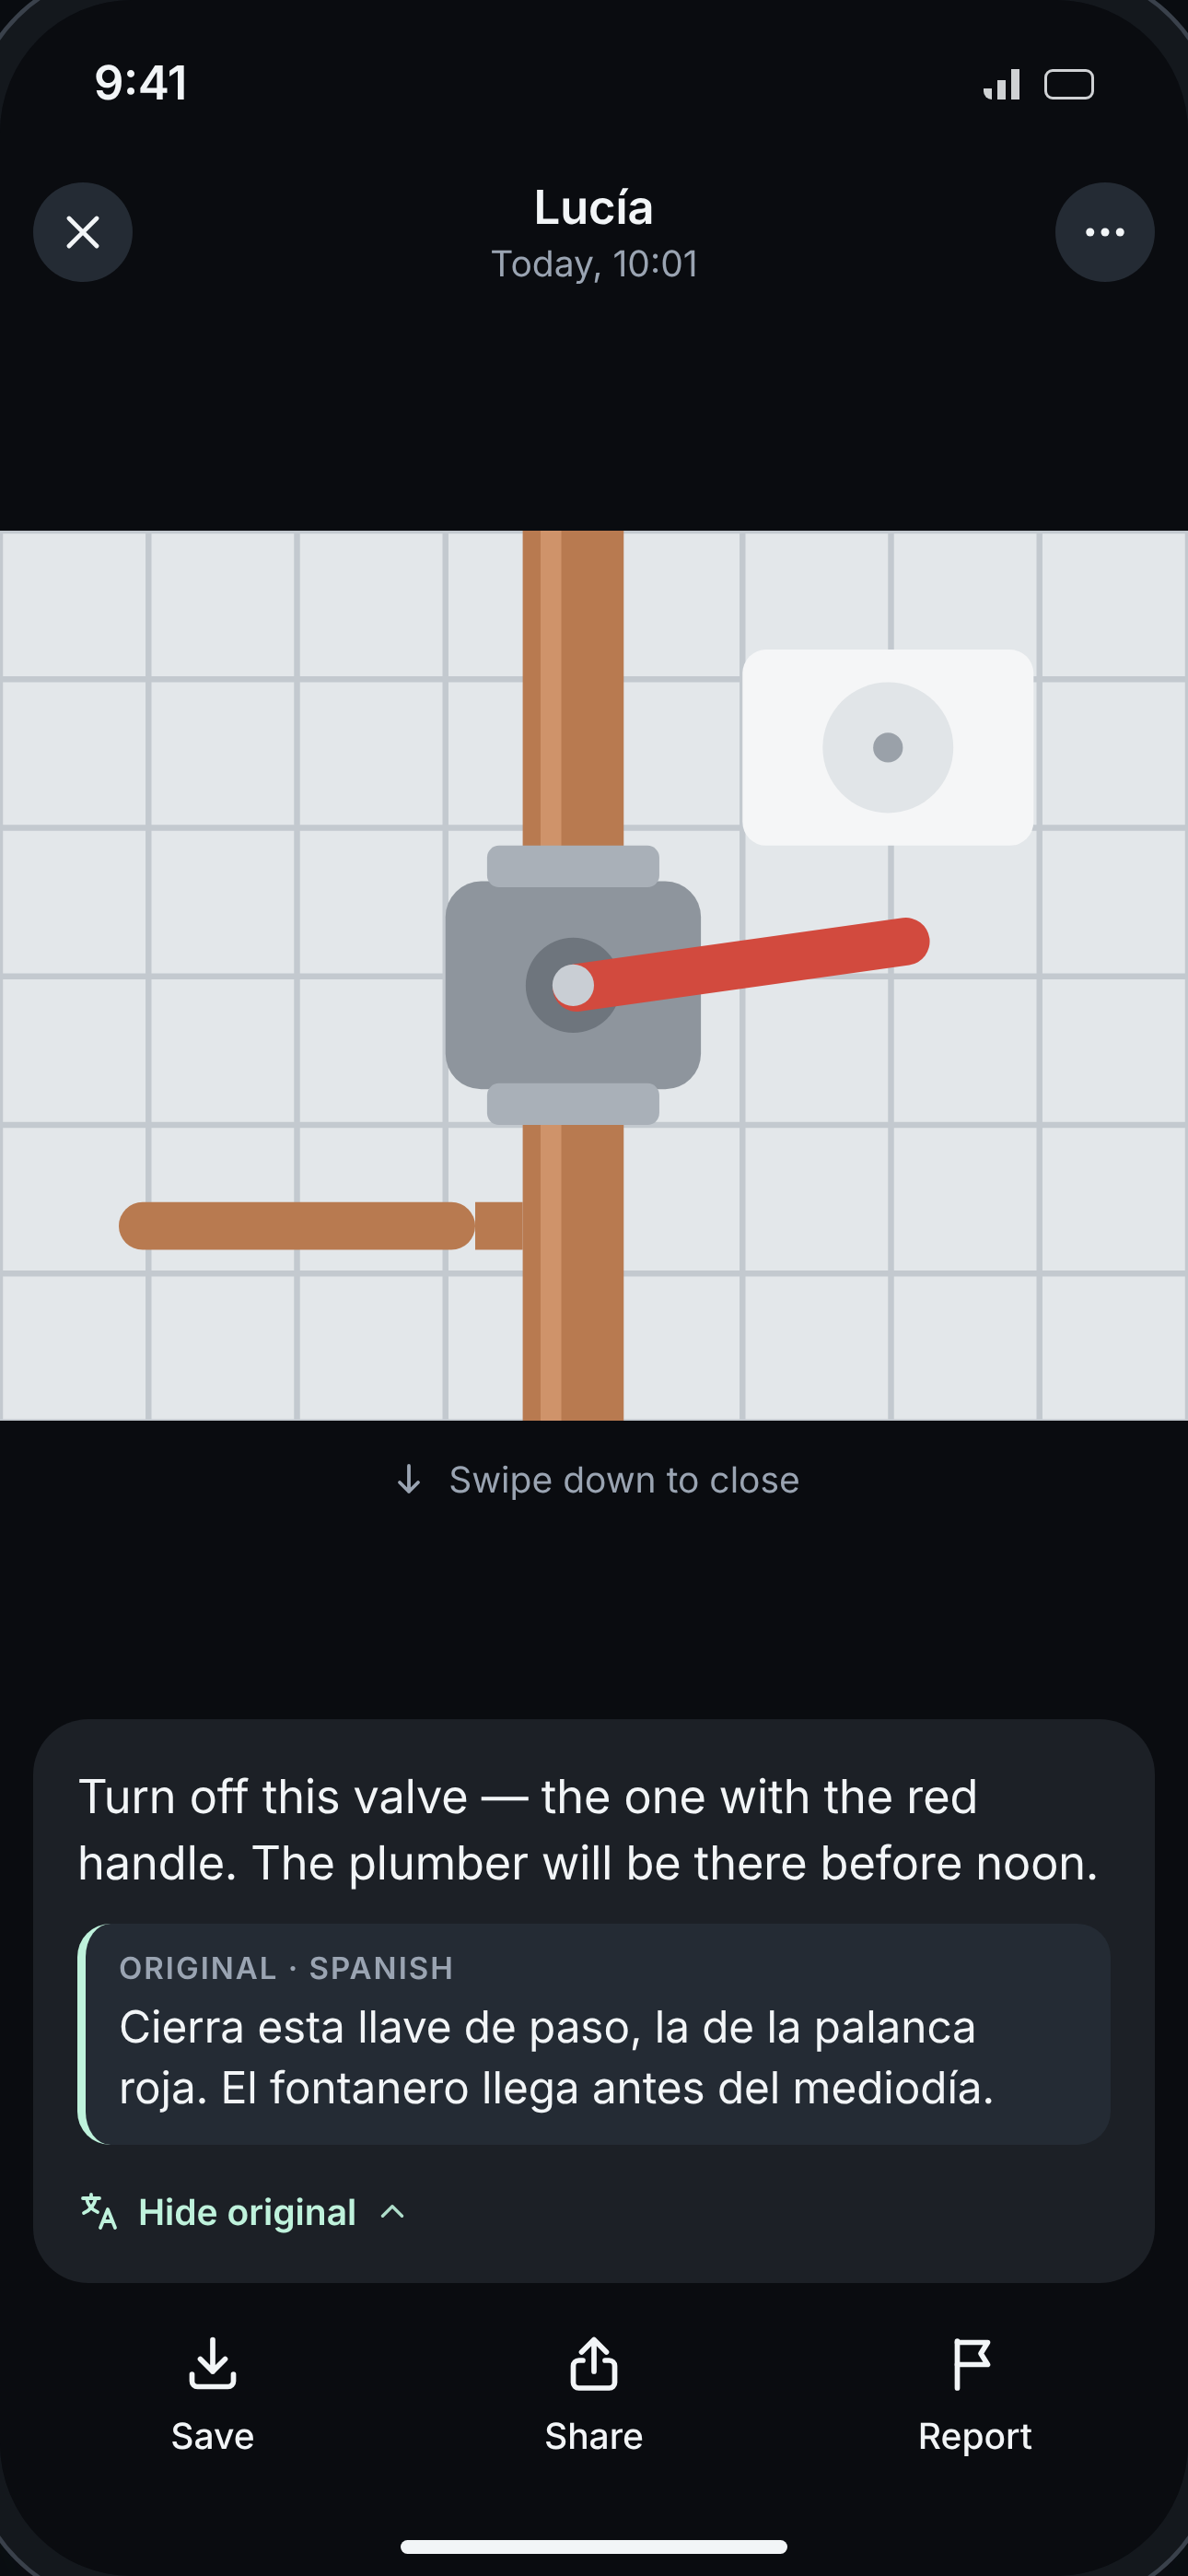 9:41
Lucía
Today, 10:01
Swipe down to close
Turn off this valve — the one with the red
handle. The plumber will be there before noon.
ORIGINAL · SPANISH
Cierra esta llave de paso, la de la palanca
roja. El fontanero llega antes del mediodía.
Hide original
Save
Share
Report